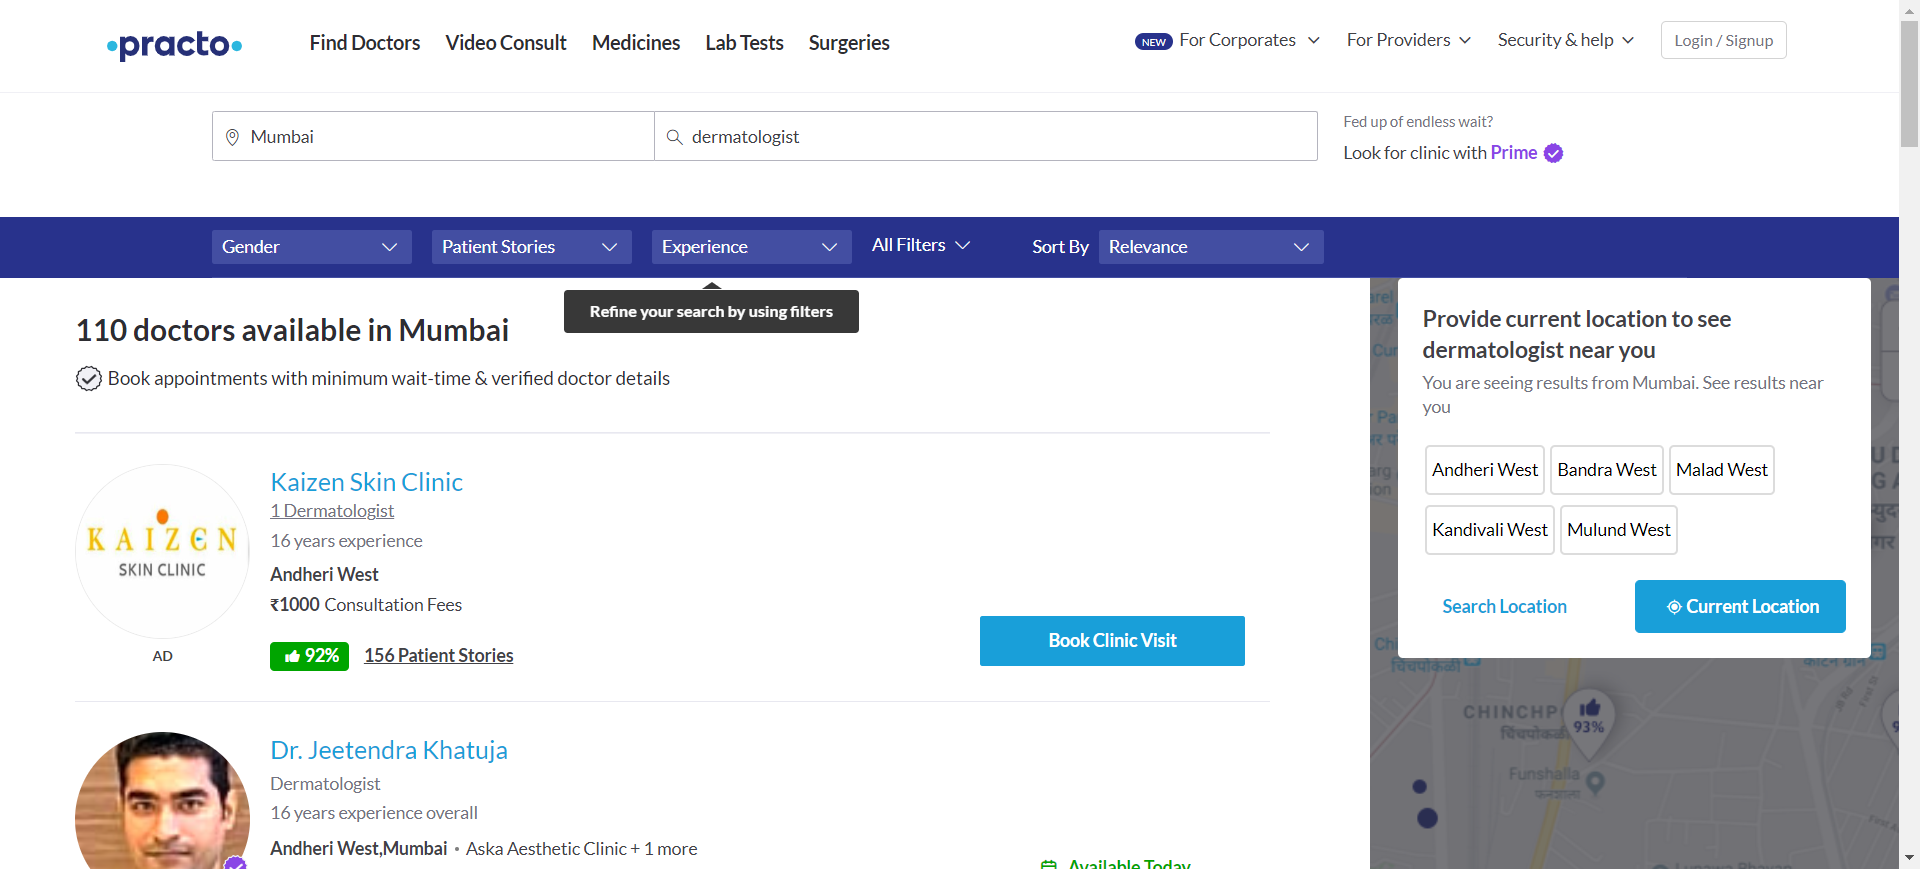 practo
Find Doctors
Video Consult
Medicines
Lab Tests
Surgeries
NEW For Corporates
For Providers
Security & help
Login / Signup
Mumbai
dermatologist
Fed up of endless wait?
Look for clinic with Prime
Gender
Patient Stories
Experience
All Filters
Sort By
Relevance
Refine your search by using filters
110 doctors available in Mumbai
Book appointments with minimum wait-time & verified doctor details
KAIZEN
SKIN CLINIC
AD
Kaizen Skin Clinic
1 Dermatologist
16 years experience
Andheri West
₹1000 Consultation Fees
92%
156 Patient Stories
Book Clinic Visit
Dr. Jeetendra Khatuja
Dermatologist
16 years experience overall
Andheri West,Mumbai • Aska Aesthetic Clinic + 1 more
Available Today
Provide current location to see
dermatologist near you
You are seeing results from Mumbai. See results near
you
Andheri West
Bandra West
Malad West
Kandivali West
Mulund West
Search Location
Current Location
CHINCHP
93%
Funshalla
फनशाला
चिंचपोकळी